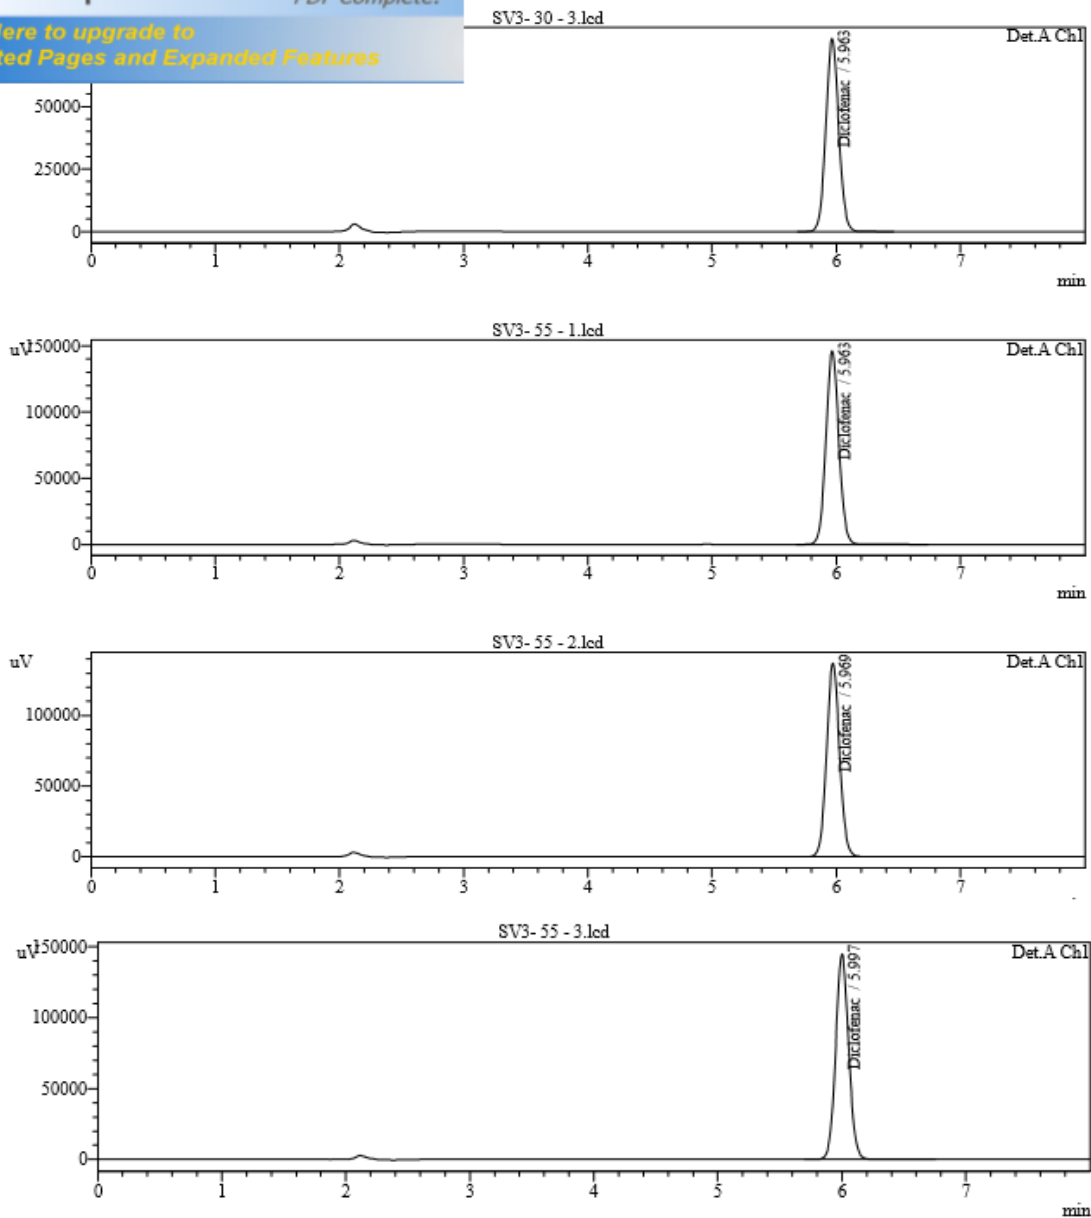 PDF Complete.
Here to upgrade to
ted Pages and Expanded Features
SV3- 30 - 3.lcd
Det.A Ch1
Diclofenac / 5.963
50000
25000
0
0 1 2 3 4 5 6 7
min
SV3- 55 - 1.lcd
uV
Det.A Ch1
Diclofenac / 5.963
150000
100000
50000
0
0 1 2 3 4 5 6 7
min
SV3- 55 - 2.lcd
uV
Det.A Ch1
Diclofenac / 5.969
100000
50000
0
0 1 2 3 4 5 6 7
SV3- 55 - 3.lcd
uV
Det.A Ch1
Diclofenac / 5.997
150000
100000
50000
0
0 1 2 3 4 5 6 7
min